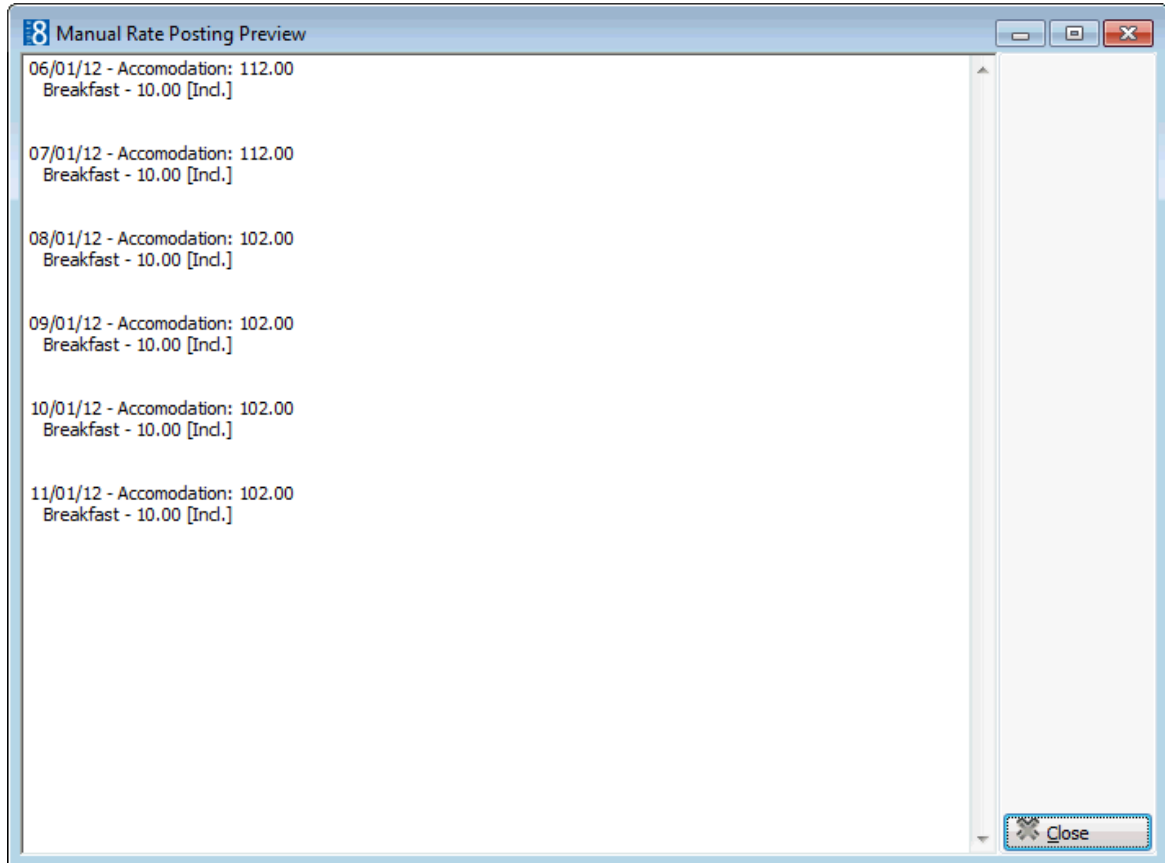 8 Manual Rate Posting Preview
06/01/12 - Accomodation: 112.00
Breakfast - 10.00 [Incl.]
07/01/12 - Accomodation: 112.00
Breakfast - 10.00 [Incl.]
08/01/12 - Accomodation: 102.00
Breakfast - 10.00 [Incl.]
09/01/12 - Accomodation: 102.00
Breakfast - 10.00 [Incl.]
10/01/12 - Accomodation: 102.00
Breakfast - 10.00 [Incl.]
11/01/12 - Accomodation: 102.00
Breakfast - 10.00 [Incl.]
Close